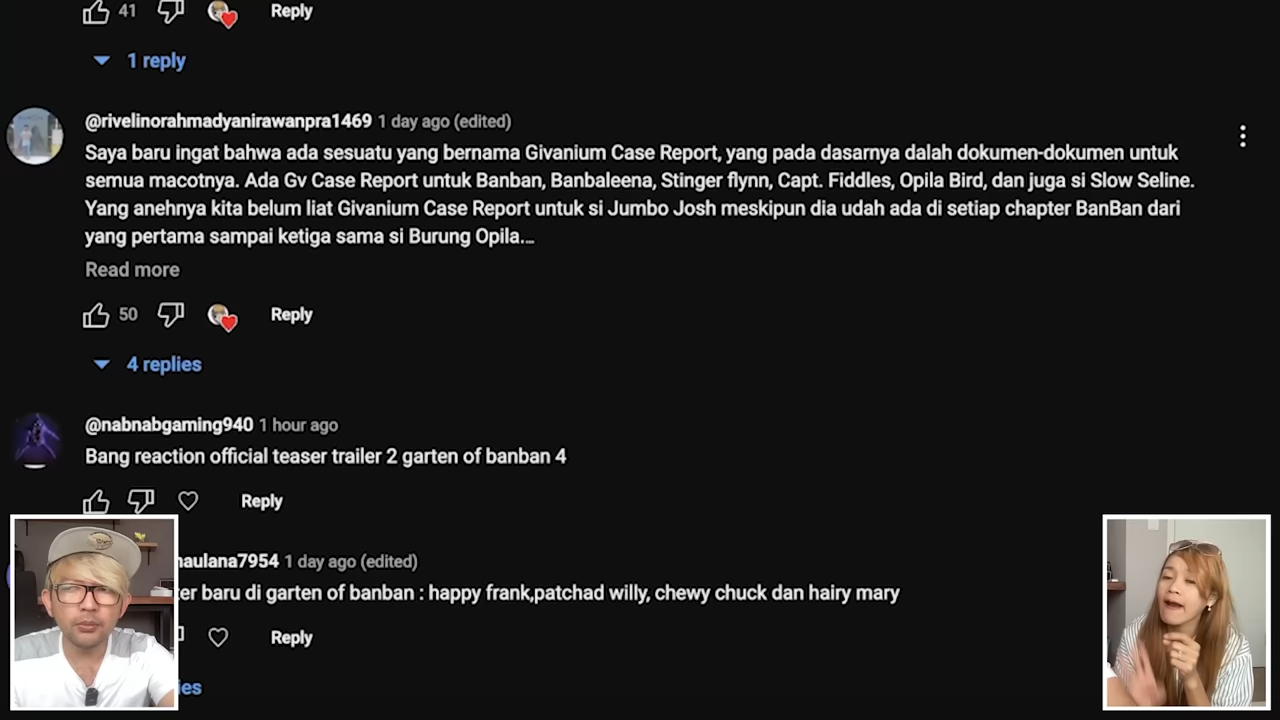 41 Reply
1 reply
@rivelinorahmadyanirawanpra1469 1 day ago (edited)
Saya baru ingat bahwa ada sesuatu yang bernama Givanium Case Report, yang pada dasarnya dalah dokumen-dokumen untuk
semua macotnya. Ada Gv Case Report untuk Banban, Banbaleena, Stinger flynn, Capt. Fiddles, Opila Bird, dan juga si Slow Seline.
Yang anehnya kita belum liat Givanium Case Report untuk si Jumbo Josh meskipun dia udah ada di setiap chapter BanBan dari
yang pertama sampai ketiga sama si Burung Opila....
Read more
50 Reply
4 replies
@nabnabgaming940 1 hour ago
Bang reaction official teaser trailer 2 garten of banban 4
Reply
naulana7954 1 day ago (edited)
ter baru di garten of banban : happy frank,patchad willy, chewy chuck dan hairy mary
Reply
ies